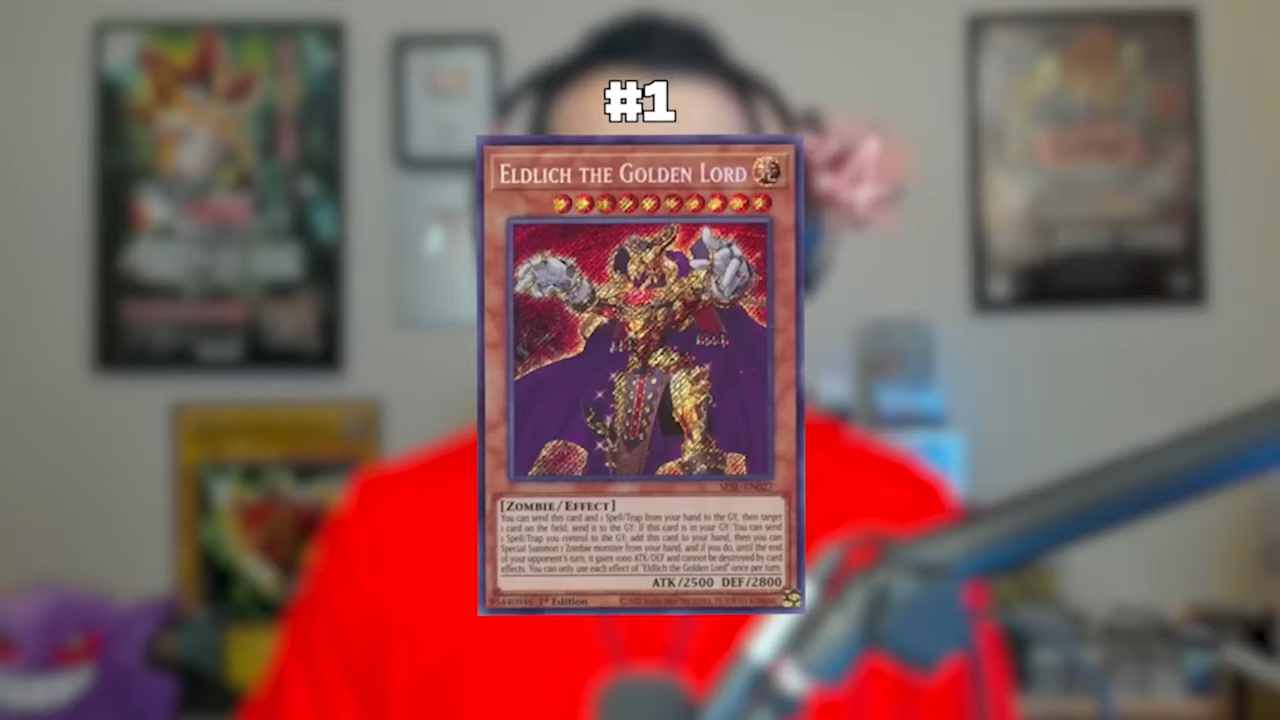 #1
ELDLICH THE GOLDEN LORD
SESL-EN027
[ZOMBIE/EFFECT]
You can send this card and 1 Spell/Trap from your hand to the GY, then target
1 card on the field; send it to the GY. If this card is in your GY: You can send
1 Spell/Trap you control to the GY; add this card to your hand, then you can
Special Summon 1 Zombie monster from your hand, and if you do, until the end
of your opponent's turn, it gains 1000 ATK/DEF and cannot be destroyed by card
effects. You can only use each effect of "Eldlich the Golden Lord" once per turn.
ATK/2500 DEF/2800
95440946 1st Edition